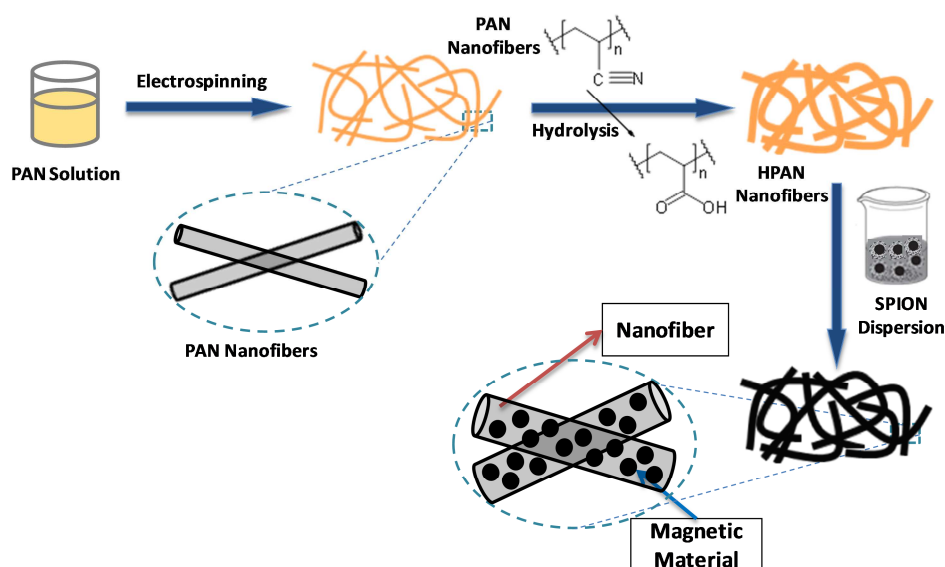 PAN Solution
Electrospinning
PAN
Nanofibers
n
C
N
Hydrolysis
n
O
OH
HPAN
Nanofibers
SPION
Dispersion
PAN Nanofibers
Nanofiber
Magnetic
Material